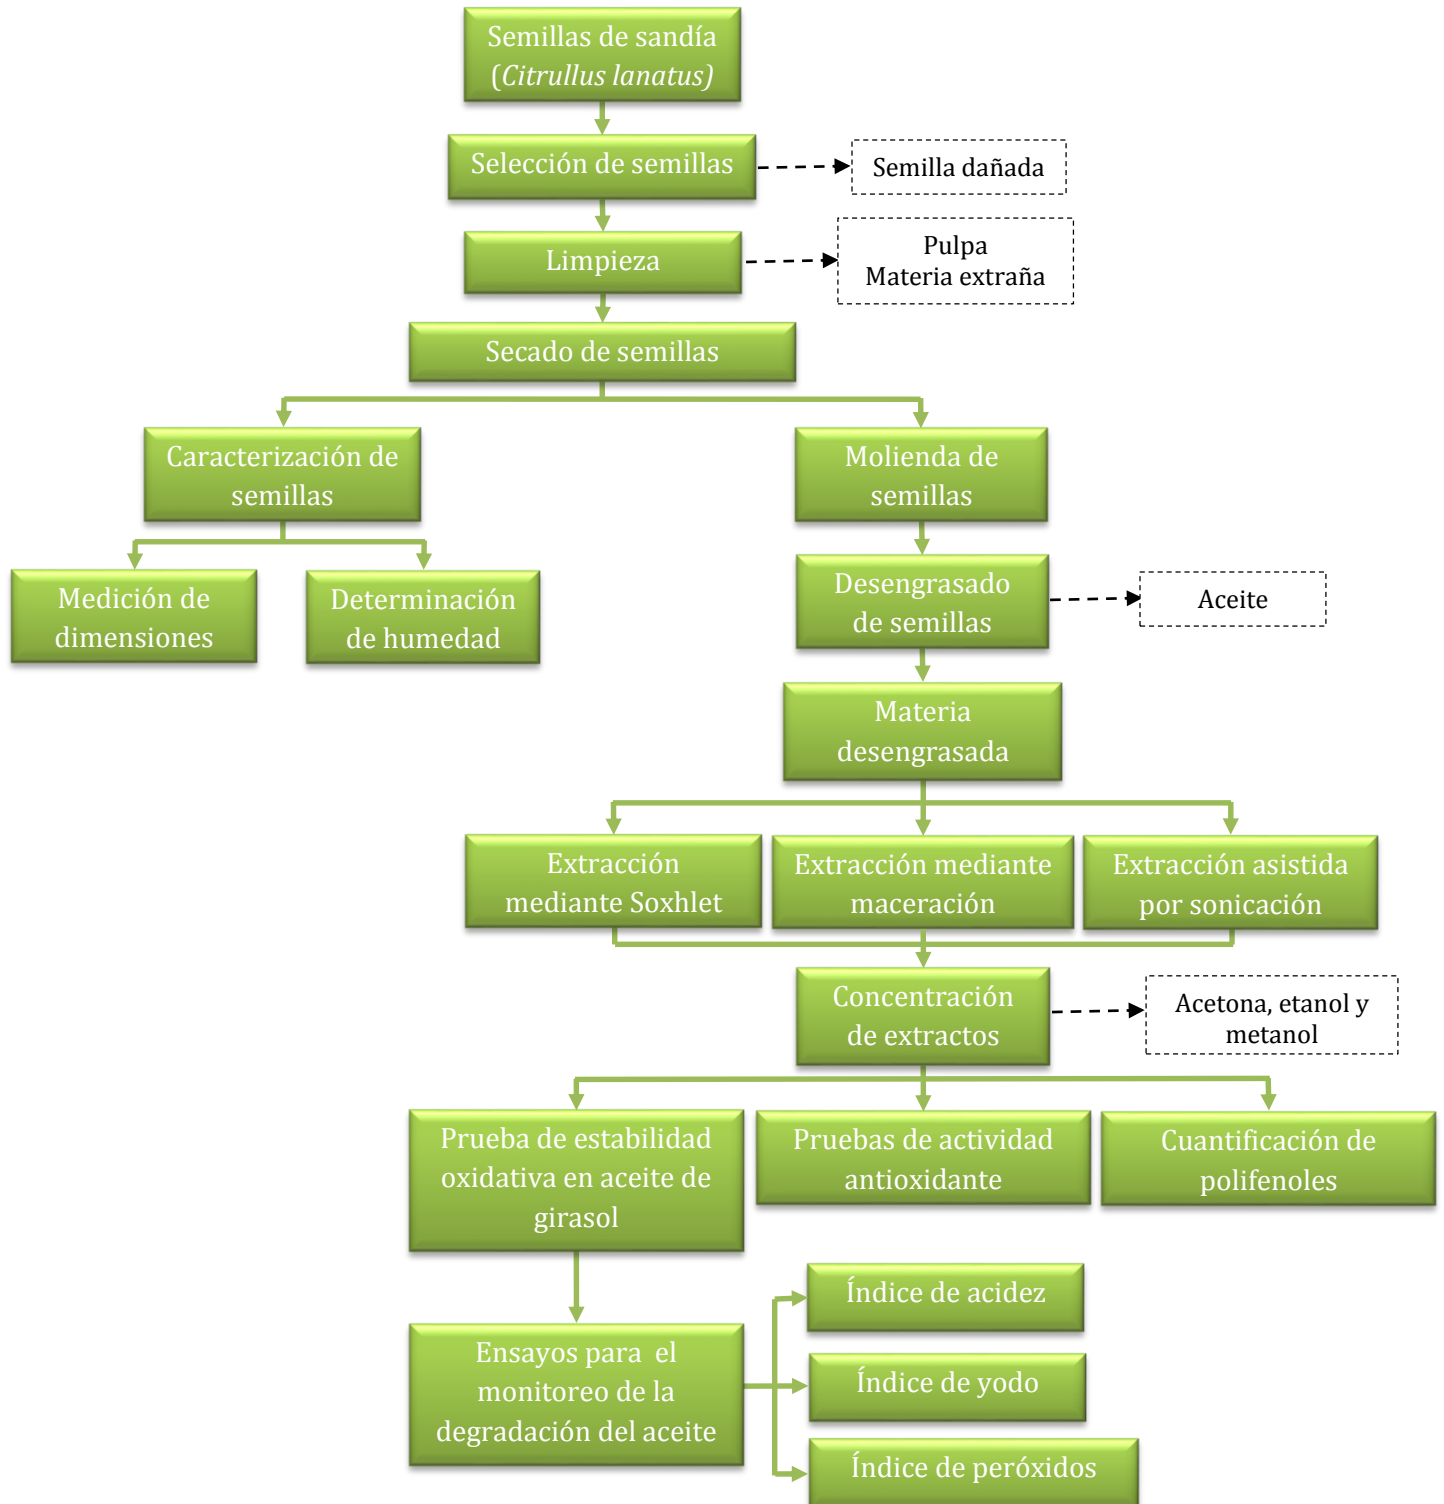 Semillas de sandía
(Citrullus lanatus)
Selección de semillas
Semilla dañada
Limpieza
Pulpa
Materia extraña
Secado de semillas
Caracterización de
semillas
Molienda de
semillas
Medición de
dimensiones
Determinación
de humedad
Desengrasado
de semillas
Aceite
Materia
desengrasada
Extracción
mediante Soxhlet
Extracción mediante
maceración
Extracción asistida
por sonicación
Concentración
de extractos
Acetona, etanol y
metanol
Prueba de estabilidad
oxidativa en aceite de
girasol
Pruebas de actividad
antioxidante
Cuantificación de
polifenoles
Ensayos para  el
monitoreo de la
degradación del aceite
Índice de acidez
Índice de yodo
Índice de peróxidos